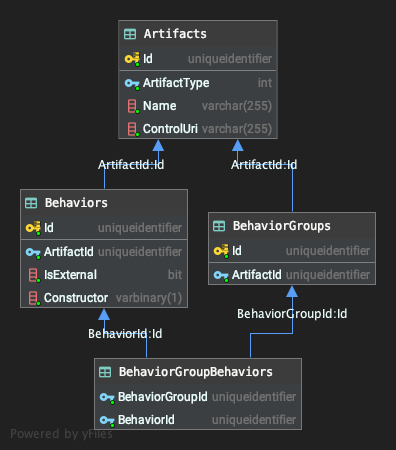 Artifacts
Id uniqueidentifier
ArtifactType int
Name varchar(255)
ControlUri varchar(255)
ArtifactId:Id ArtifactId:Id
Behaviors
Id uniqueidentifier
ArtifactId uniqueidentifier
IsExternal bit
Constructor varbinary(1)
BehaviorGroups
Id uniqueidentifier
ArtifactId uniqueidentifier
BehaviorGroupId:Id
BehaviorId:Id
BehaviorGroupBehaviors
BehaviorGroupId uniqueidentifier
BehaviorId uniqueidentifier
Powered by yFiles